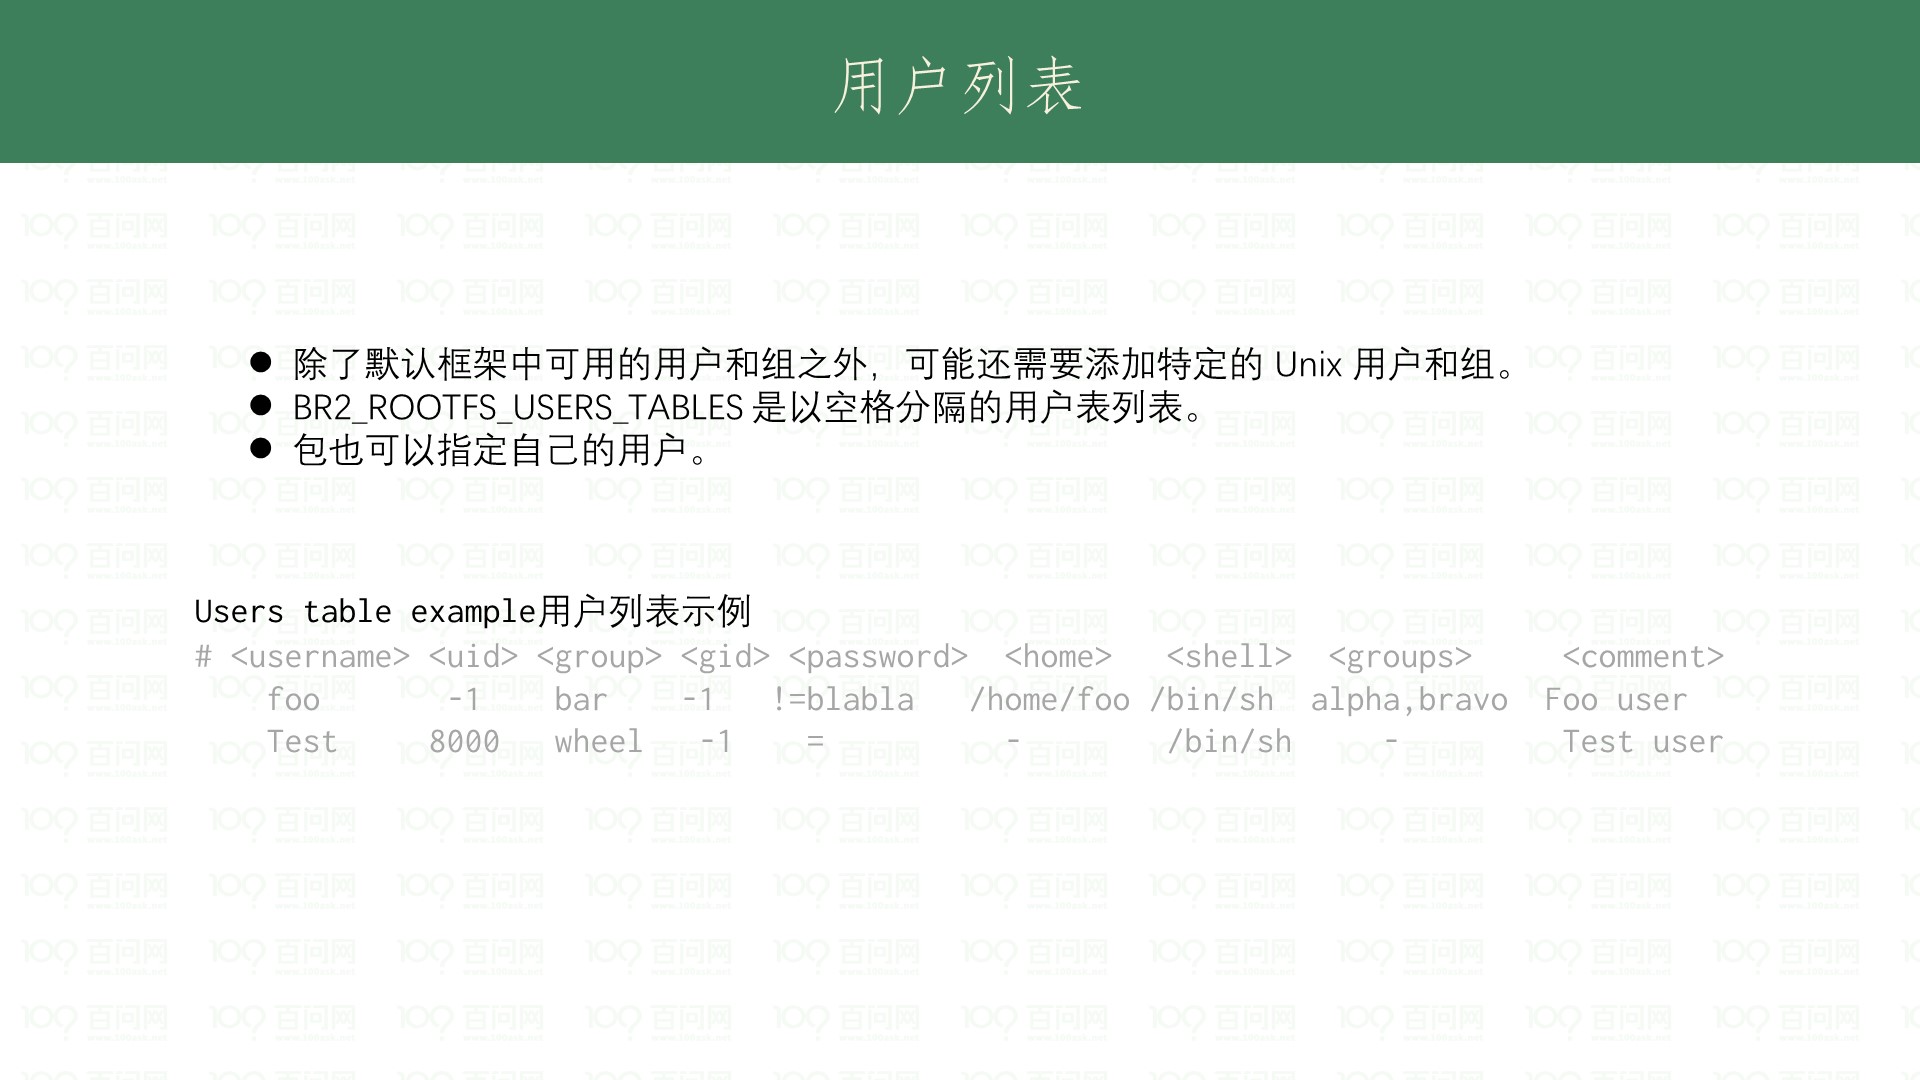 用户列表
● 除了默认框架中可用的用户和组之外，可能还需要添加特定的 Unix 用户和组。
● BR2_ROOTFS_USERS_TABLES 是以空格分隔的用户表列表。
● 包也可以指定自己的用户。
Users table example用户列表示例
# <username> <uid> <group> <gid> <password> <home> <shell> <groups> <comment>
foo -1 bar -1 !=blabla /home/foo /bin/sh alpha,bravo Foo user
Test 8000 wheel -1 = - /bin/sh - Test user